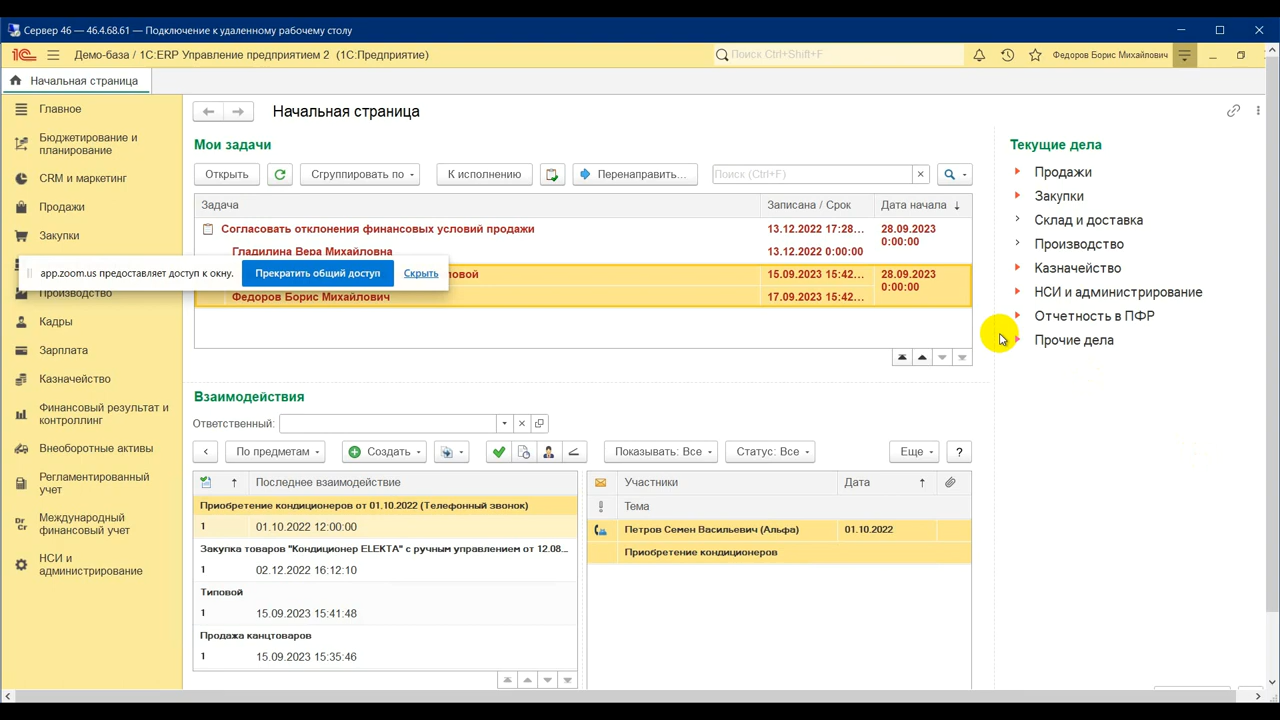 Сервер 46 — 46.4.68.61 — Подключение к удаленному рабочему столу
Демо-база / 1С:ERP Управление предприятием 2 (1С:Предприятие)
Поиск Ctrl+Shift+F
Федоров Борис Михайлович
Начальная страница
Главное
Бюджетирование и
планирование
CRM и маркетинг
Продажи
Закупки
Производство
Кадры
Зарплата
Казначейство
Финансовый результат и
контроллинг
Внеоборотные активы
Регламентированный
учет
Международный
финансовый учет
НСИ и
администрирование
app.zoom.us предоставляет доступ к окну.
Прекратить общий доступ
Скрыть
Начальная страница
Мои задачи
Открыть
Сгруппировать по
К исполнению
Перенаправить...
Поиск (Ctrl+F)
Задача
Записана / Срок
Дата начала
Согласовать отклонения финансовых условий продажи
13.12.2022 17:28...
28.09.2023
0:00:00
Гладилина Вера Михайловна
13.12.2022 0:00:00
повой
15.09.2023 15:42...
28.09.2023
0:00:00
Федоров Борис Михайлович
17.09.2023 15:42...
Взаимодействия
Ответственный:
По предметам
Создать
Показывать: Все
Статус: Все
Еще
?
Последнее взаимодействие
Приобретение кондиционеров от 01.10.2022 (Телефонный звонок)
1 01.10.2022 12:00:00
Закупка товаров "Кондиционер ELEKTA" с ручным управлением от 12.08...
1 02.12.2022 16:12:10
Типовой
1 15.09.2023 15:41:48
Продажа канцтоваров
1 15.09.2023 15:35:46
Участники
Дата
Тема
Петров Семен Васильевич (Альфа)
01.10.2022
Приобретение кондиционеров
Текущие дела
Продажи
Закупки
Склад и доставка
Производство
Казначейство
НСИ и администрирование
Отчетность в ПФР
Прочие дела